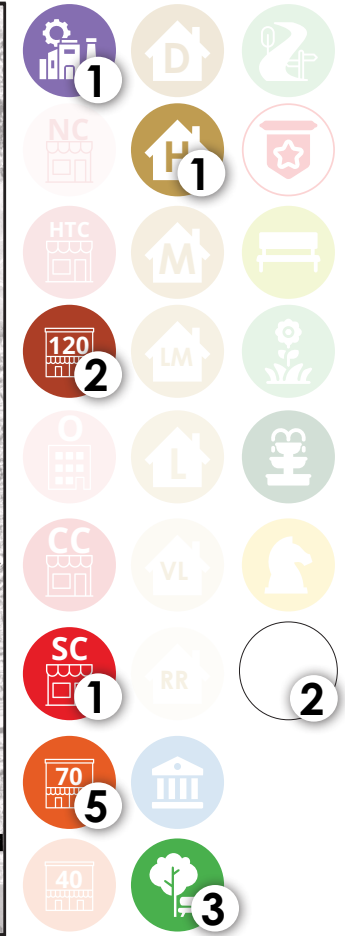 1 D
NC H 1
HTC M
120 2 LM
O L
CC VL
SC 1 RR 2
70 5
40 3